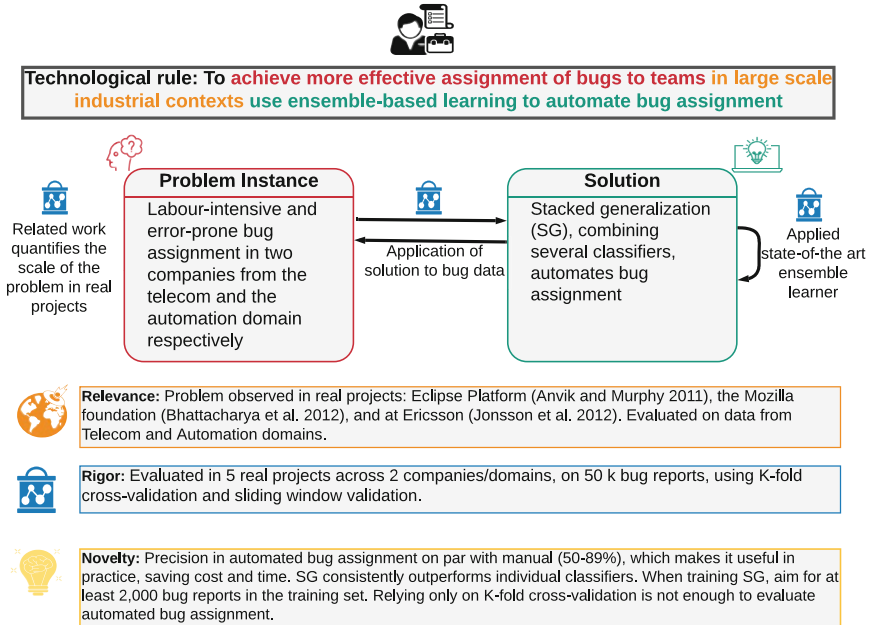 Technological rule: To achieve more effective assignment of bugs to teams in large scale
industrial contexts use ensemble-based learning to automate bug assignment
Related work
quantifies the
scale of the
problem in real
projects
Problem Instance
Labour-intensive and
error-prone bug
assignment in two
companies from the
telecom and the
automation domain
respectively
Application of
solution to bug data
Solution
Stacked generalization
(SG), combining
several classifiers,
automates bug
assignment
Applied
state-of-the art
ensemble
learner
Relevance: Problem observed in real projects: Eclipse Platform (Anvik and Murphy 2011), the Mozilla
foundation (Bhattacharya et al. 2012), and at Ericsson (Jonsson et al. 2012). Evaluated on data from
Telecom and Automation domains.
Rigor: Evaluated in 5 real projects across 2 companies/domains, on 50 k bug reports, using K-fold
cross-validation and sliding window validation.
Novelty: Precision in automated bug assignment on par with manual (50-89%), which makes it useful in
practice, saving cost and time. SG consistently outperforms individual classifiers. When training SG, aim for at
least 2,000 bug reports in the training set. Relying only on K-fold cross-validation is not enough to evaluate
automated bug assignment.